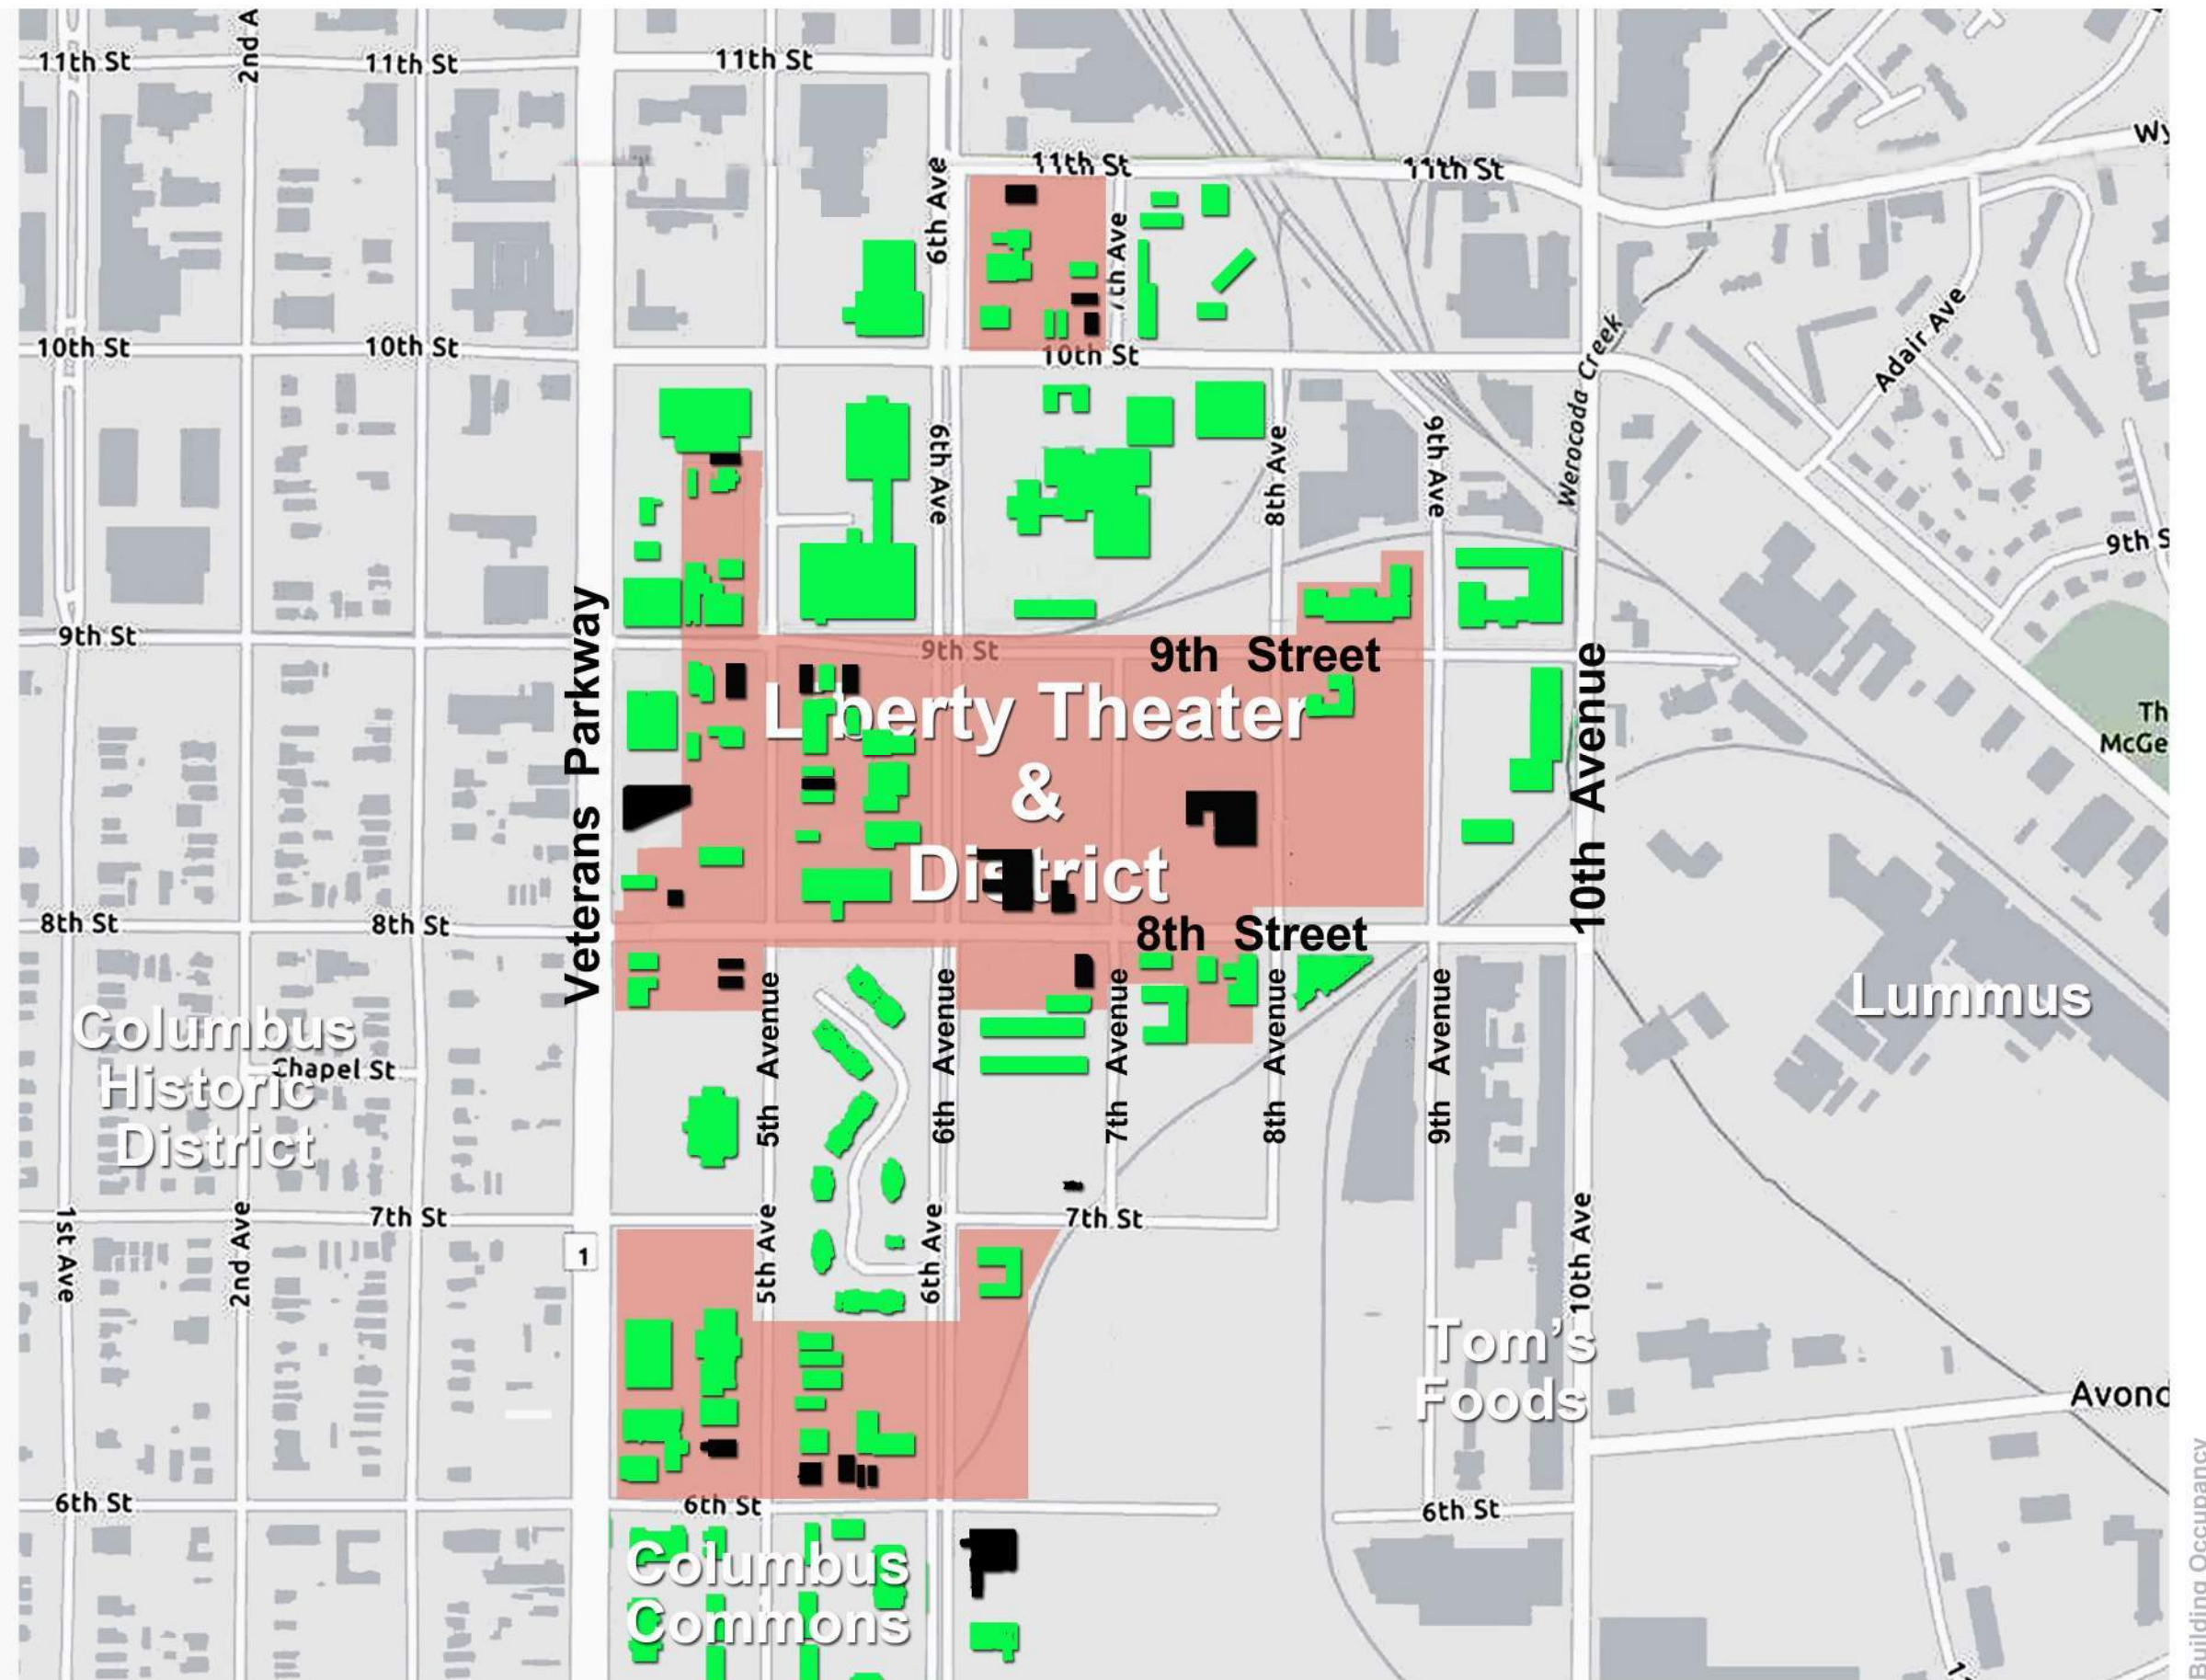 2nd A
11th St
11th St
11th St
Wy
11th St
11th St
6th Ave
7th Ave
10th St
10th St
10th St
Werocoda Creek
Adair Ave
6th Ave
8th Ave
9th Ave
9th S
9th St
9th St
9th Street
Veterans Parkway
10th Avenue
Liberty Theater
&
District
Th
McGe
8th St
8th St
8th Street
Lummus
Columbus
Historic
District
Chapel St
5th Avenue
6th Avenue
7th Avenue
8th Avenue
9th Avenue
1st Ave
2nd Ave
7th St
1
5th Ave
6th Ave
7th St
10th Ave
Tom's
Foods
Avond
6th St
6th St
6th St
Columbus
Commons
Building Occupancy